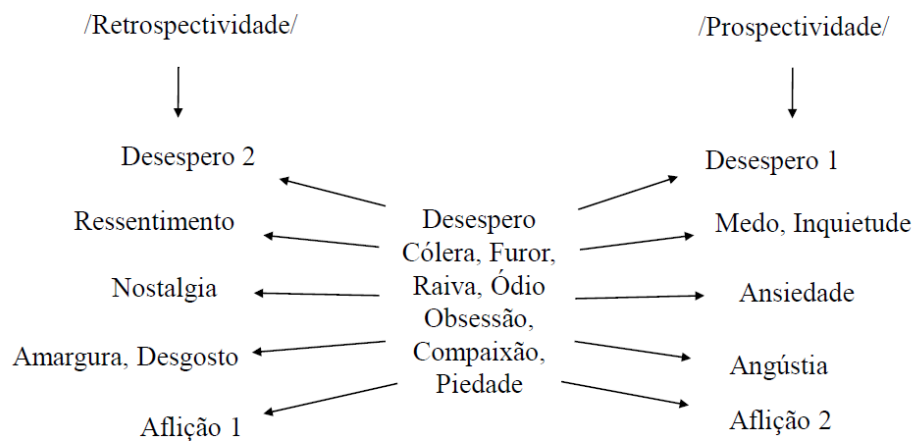 /Retrospectividade/
/Prospectividade/
Desespero 2
Desespero 1
Ressentimento
Medo, Inquietude
Nostalgia
Ansiedade
Amargura, Desgosto
Angústia
Aflição 1
Aflição 2
Desespero
Cólera, Furor,
Raiva, Ódio
Obsessão,
Compaixão,
Piedade